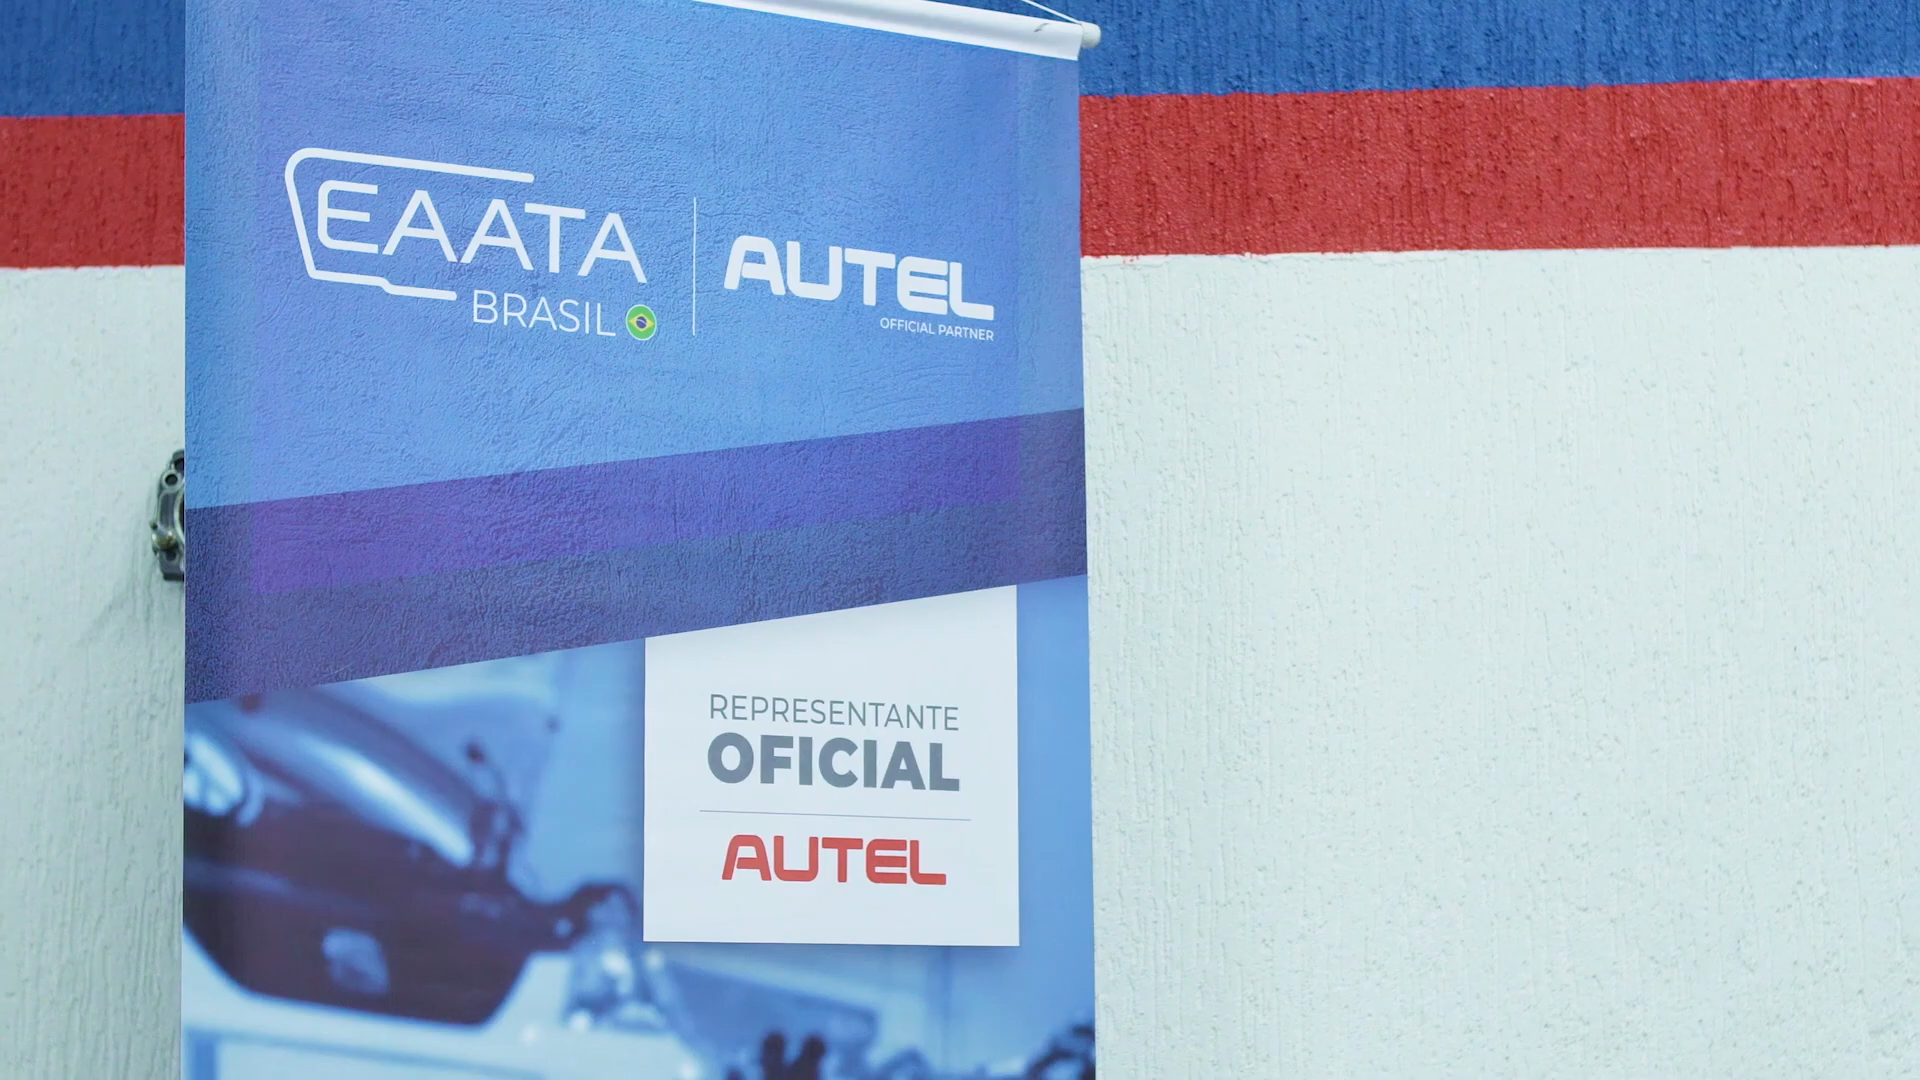 EAATA
BRASIL
AUTEL
OFFICIAL PARTNER
REPRESENTANTE
OFICIAL
AUTEL